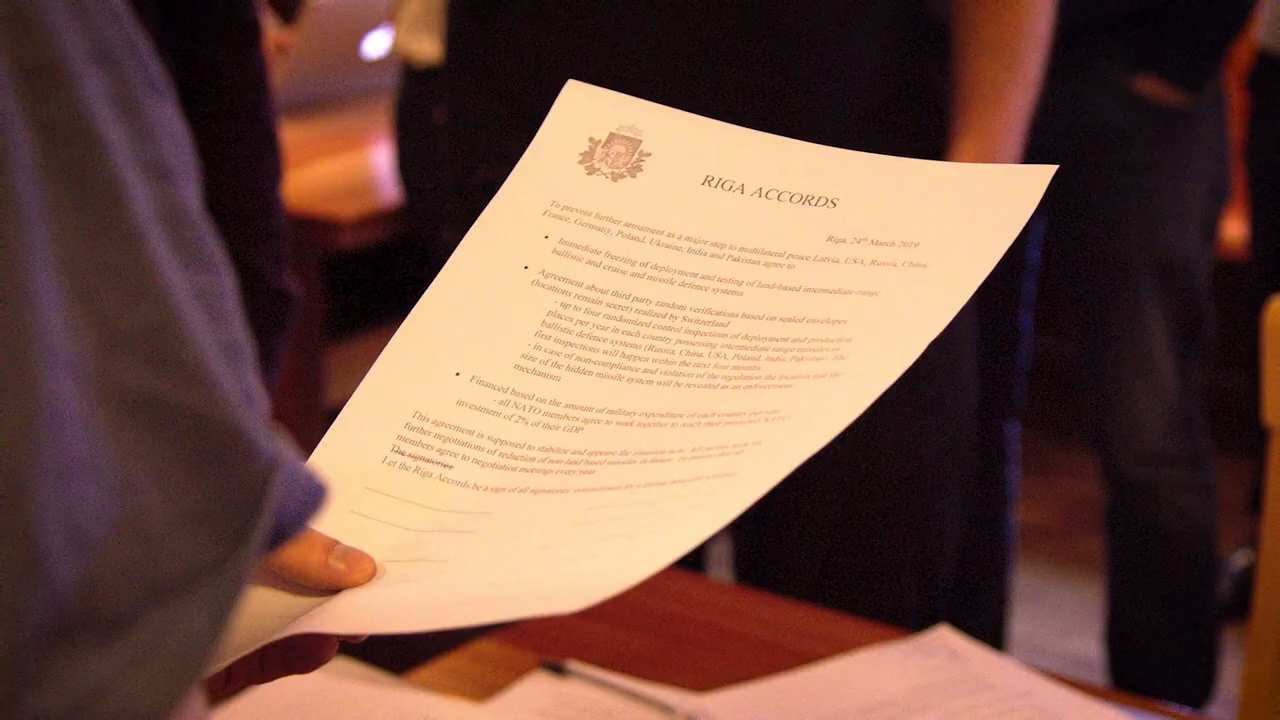 RIGA ACCORDS
Riga, 24th March 2019
To prevent further armament as a major step to multilateral peace Latvia, USA, Russia, China,
France, Germany, Poland, Ukraine, India and Pakistan agree to
• Immediate freezing of deployment and testing of land-based intermediate-range
ballistic and cruise and missile defence systems
• Agreement about third party random verifications based on sealed envelopes
(locations remain secret) realized by Switzerland
- up to four randomized control inspections of deployment and production
places per year in each country possessing intermediate range missiles or
ballistic defence systems (Russia, China, USA, Poland, India, Pakistan). The
first inspections will happen within the next four months.
- in case of non-compliance and violation of the regulation the locations and the
size of the hidden missile system will be revealed as an enforcement
mechanism
• Financed based on the amount of military expenditure of each country per year
- all NATO members agree to work together to reach their promised NATO
investment of 2% of their GDP
This agreement is supposed to stabilize and appease the situation
further negotiations of reduction of non-land based missiles in
members agree to negotiation meetings every year
The signatories
Let the Riga Accords be a sign of all signatories'